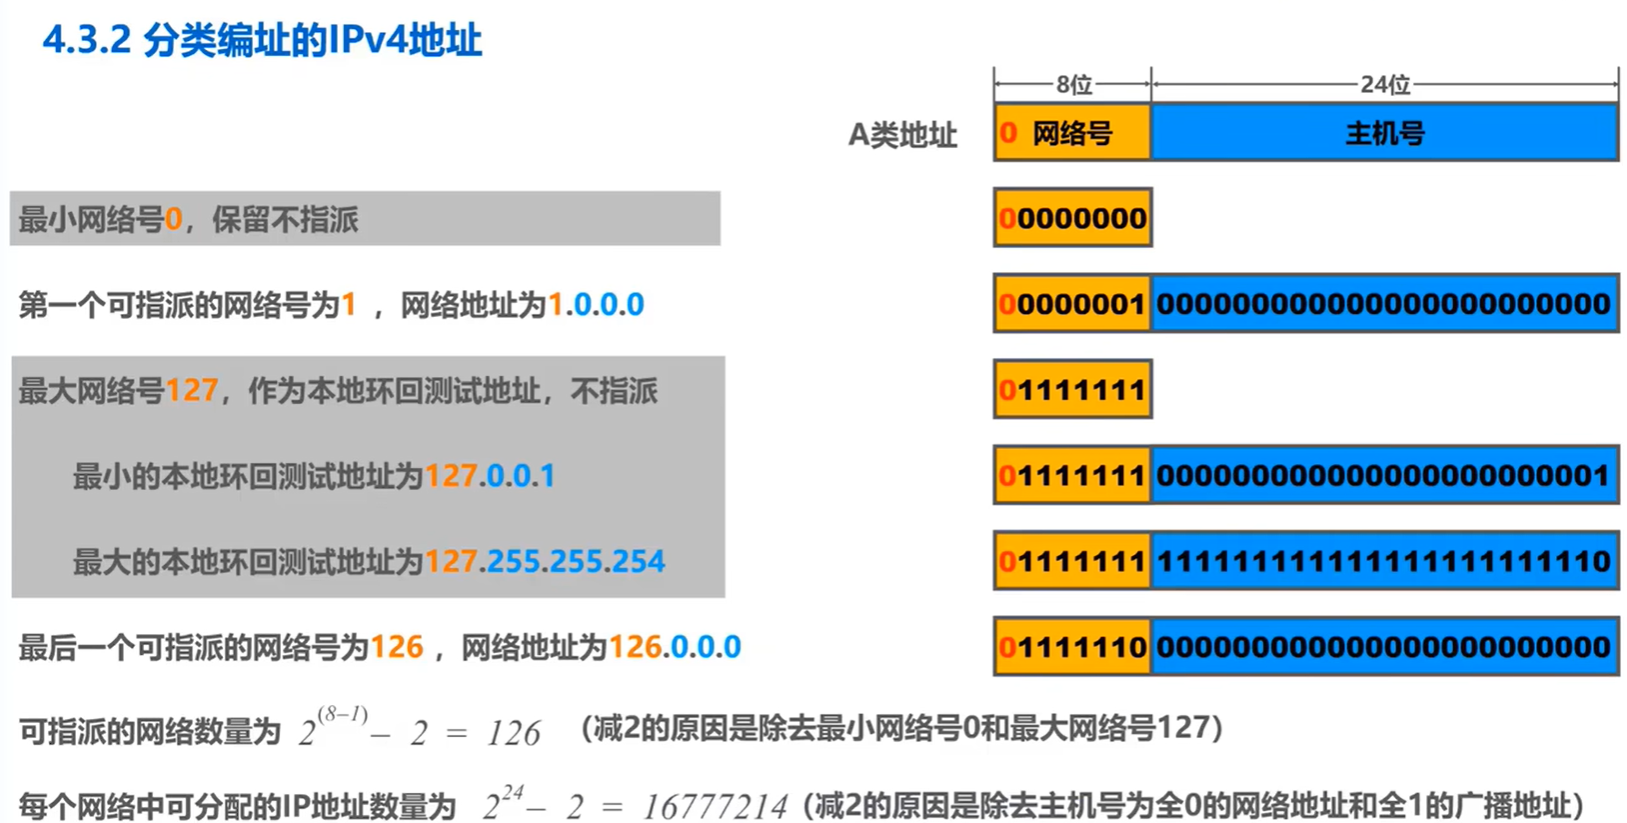 4.3.2 分类编址的IPv4地址
8位 24位
A类地址 0 网络号 主机号
最小网络号0，保留不指派 00000000
第一个可指派的网络号为1 ，网络地址为1.0.0.0 00000001 000000000000000000000000
最大网络号127，作为本地环回测试地址，不指派 01111111
最小的本地环回测试地址为127.0.0.1 01111111 000000000000000000000001
最大的本地环回测试地址为127.255.255.254 01111111 111111111111111111111110
最后一个可指派的网络号为126 ，网络地址为126.0.0.0 01111110 000000000000000000000000
可指派的网络数量为 2^(8−1) − 2 = 126 （减2的原因是除去最小网络号0和最大网络号127）
每个网络中可分配的IP地址数量为 2^24 − 2 = 16777214（减2的原因是除去主机号为全0的网络地址和全1的广播地址）